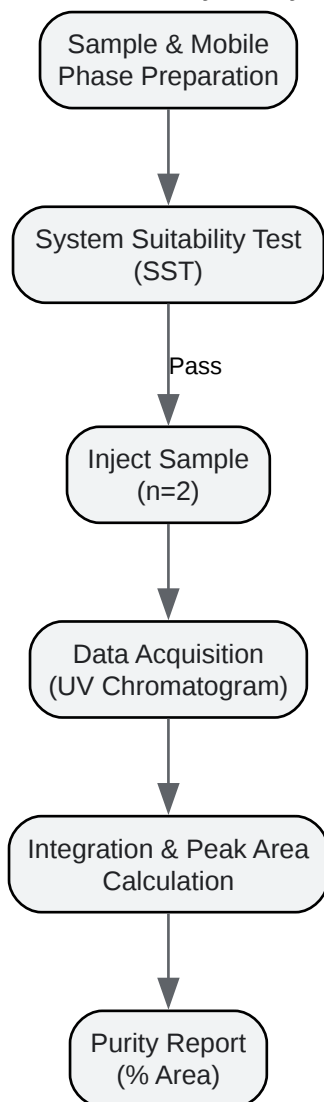 Sample & Mobile
Phase Preparation
System Suitability Test
(SST)
Pass
Inject Sample
(n=2)
Data Acquisition
(UV Chromatogram)
Integration & Peak Area
Calculation
Purity Report
(% Area)